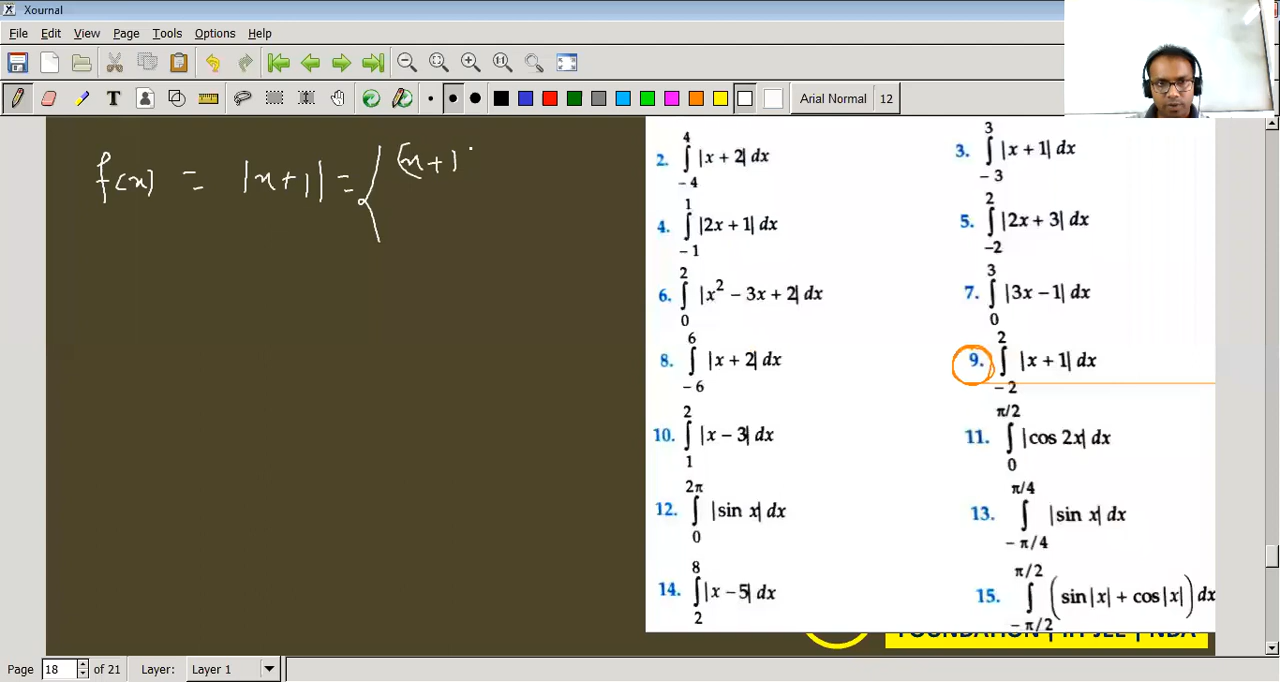 Xournal
File Edit View Page Tools Options Help
Arial Normal 12
f(x) = |x+1| = { (x+1)
2. ∫_{-4}^{4} |x + 2| dx
3. ∫_{-3}^{3} |x + 1| dx
4. ∫_{-1}^{1} |2x + 1| dx
5. ∫_{-2}^{2} |2x + 3| dx
6. ∫_{0}^{2} |x² − 3x + 2| dx
7. ∫_{0}^{3} |3x − 1| dx
8. ∫_{-6}^{6} |x + 2| dx
9. ∫_{-2}^{2} |x + 1| dx
10. ∫_{1}^{2} |x − 3| dx
11. ∫_{0}^{π/2} |cos 2x| dx
12. ∫_{0}^{2π} |sin x| dx
13. ∫_{-π/4}^{π/4} |sin x| dx
14. ∫_{2}^{8} |x − 5| dx
15. ∫_{-π/2}^{π/2} (sin|x| + cos|x|) dx
Page 18 of 21 Layer: Layer 1